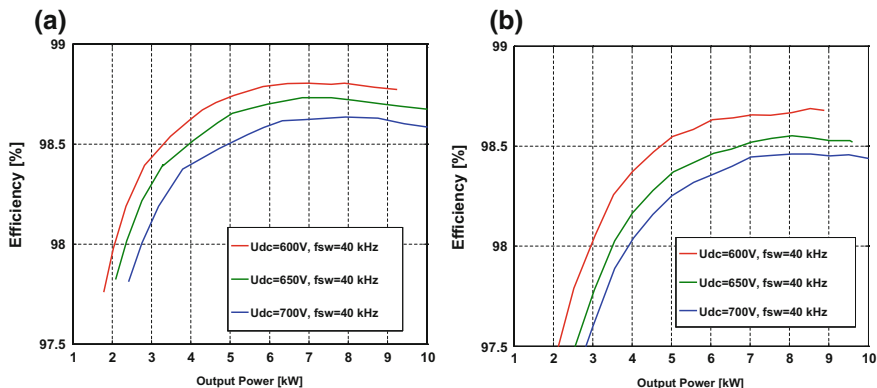 (a)
99
98.5
98
97.5
Efficiency [%]
1 2 3 4 5 6 7 8 9 10
Output Power [kW]
Udc=600V, fsw=40 kHz
Udc=650V, fsw=40 kHz
Udc=700V, fsw=40 kHz
(b)
99
98.5
98
97.5
Efficiency [%]
1 2 3 4 5 6 7 8 9 10
Output Power [kW]
Udc=600V, fsw=40 kHz
Udc=650V, fsw=40 kHz
Udc=700V, fsw=40 kHz